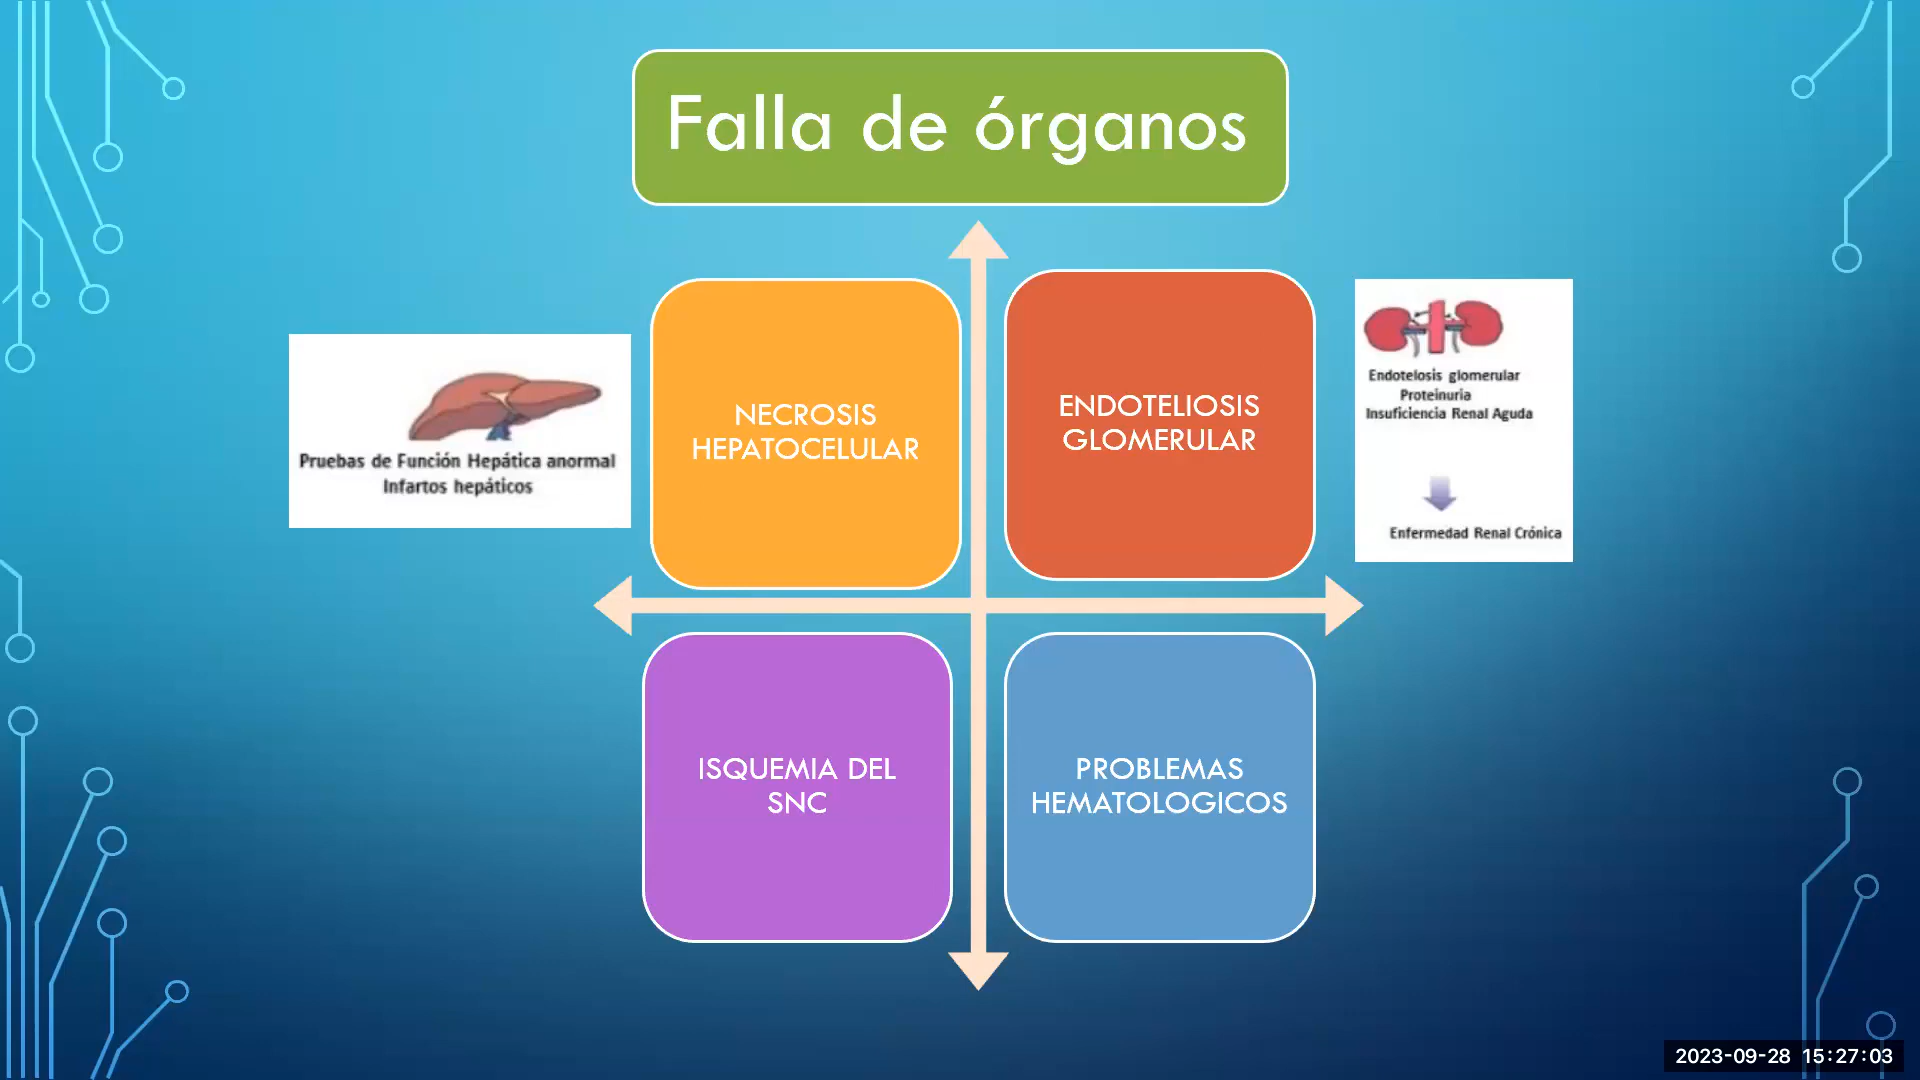 Falla de órganos
NECROSIS
HEPATOCELULAR
ENDOTELIOSIS
GLOMERULAR
Pruebas de Función Hepática anormal
Infartos hepáticos
Endotelosis glomerular
Proteinuria
Insuficiencia Renal Aguda
Enfermedad Renal Crónica
ISQUEMIA DEL
SNC
PROBLEMAS
HEMATOLOGICOS
2023-09-28 15:27:03